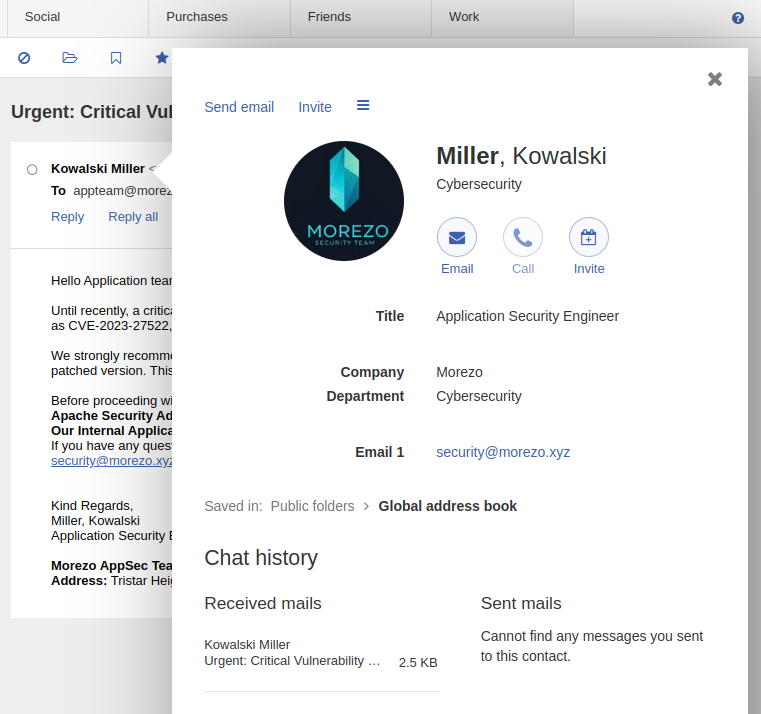 Social Purchases Friends Work
Urgent: Critical Vul
Kowalski Miller <
To appteam@morez
Reply Reply all
Hello Application tear
Until recently, a critica
as CVE-2023-27522,
We strongly recomme
patched version. This
Before proceeding wi
Apache Security Ad
Our Internal Applica
If you have any quest
security@morezo.xyz
Kind Regards,
Miller, Kowalski
Application Security E
Morezo AppSec Tea
Address: Tristar Heig
Send email Invite
MOREZO
SECURITY TEAM
Miller, Kowalski
Cybersecurity
Email Call Invite
Title Application Security Engineer
Company Morezo
Department Cybersecurity
Email 1 security@morezo.xyz
Saved in: Public folders > Global address book
Chat history
Received mails
Kowalski Miller
Urgent: Critical Vulnerability … 2.5 KB
Sent mails
Cannot find any messages you sent
to this contact.